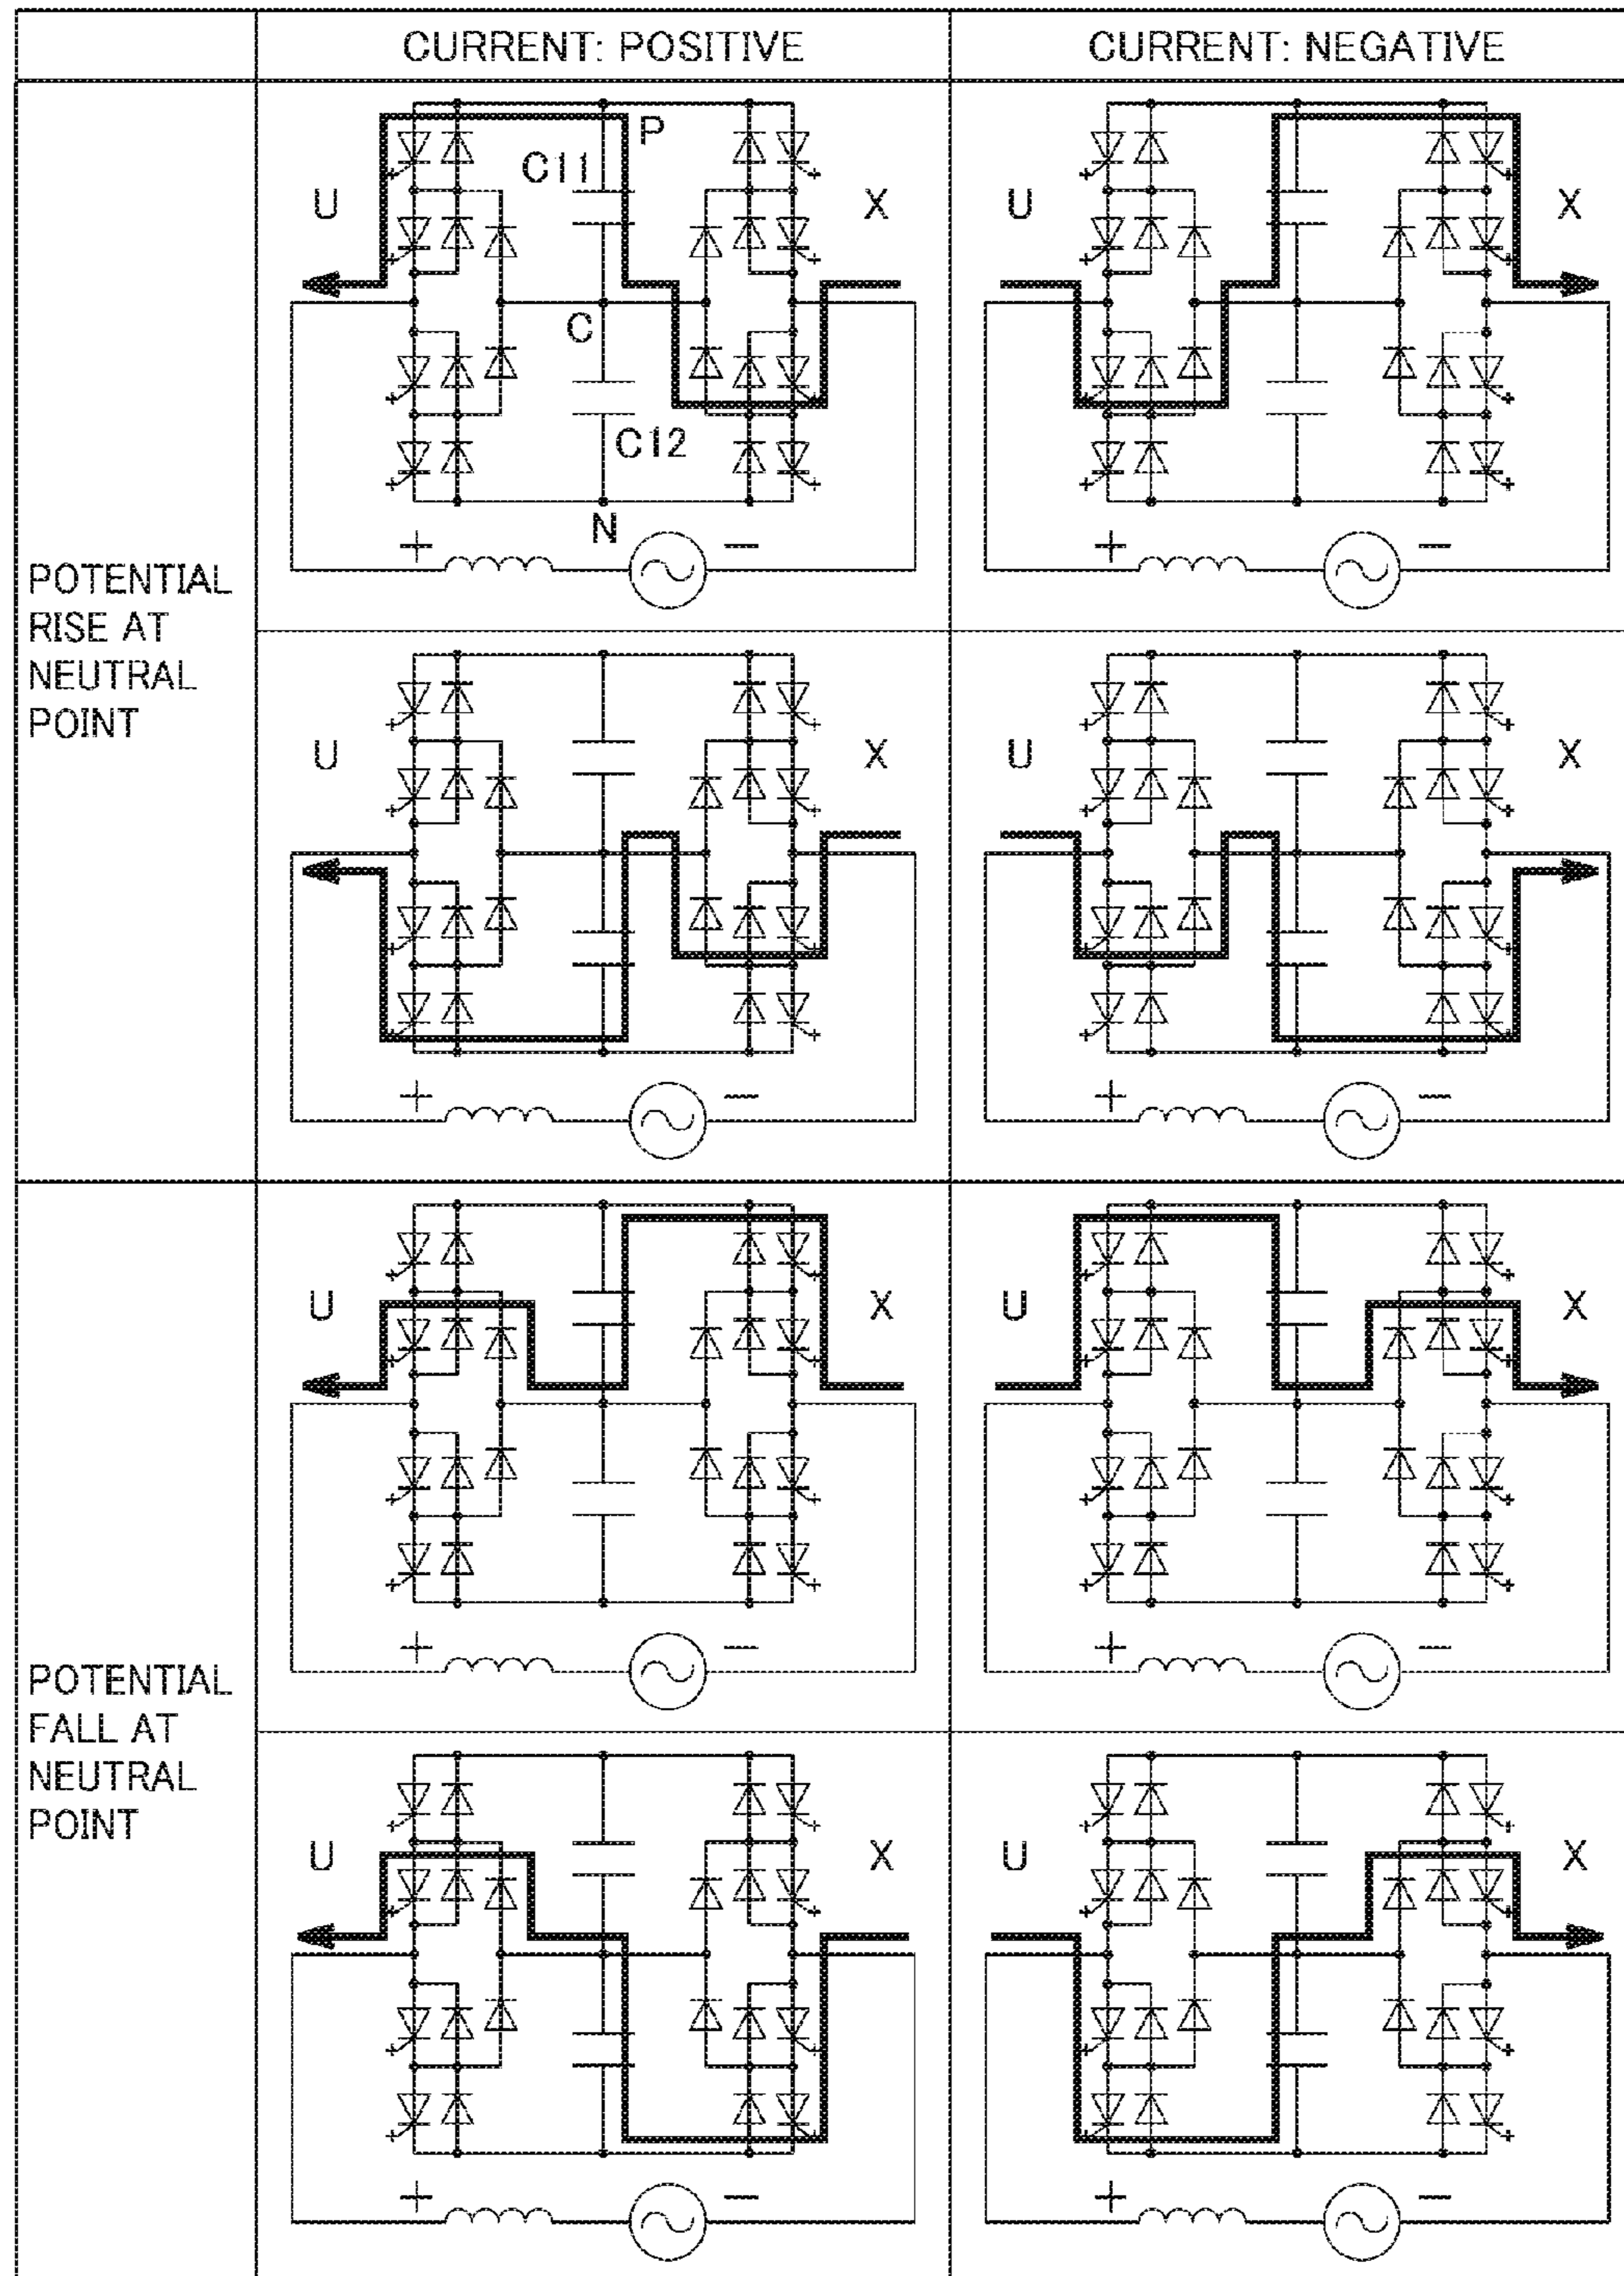 CURRENT: POSITIVE
CURRENT: NEGATIVE
POTENTIAL
RISE AT
NEUTRAL
POINT
P
C11
U
X
C
C12
N
+
−
U
X
+
−
U
X
+
−
U
X
+
−
POTENTIAL
FALL AT
NEUTRAL
POINT
U
X
+
−
U
X
+
−
U
X
+
−
U
X
+
−